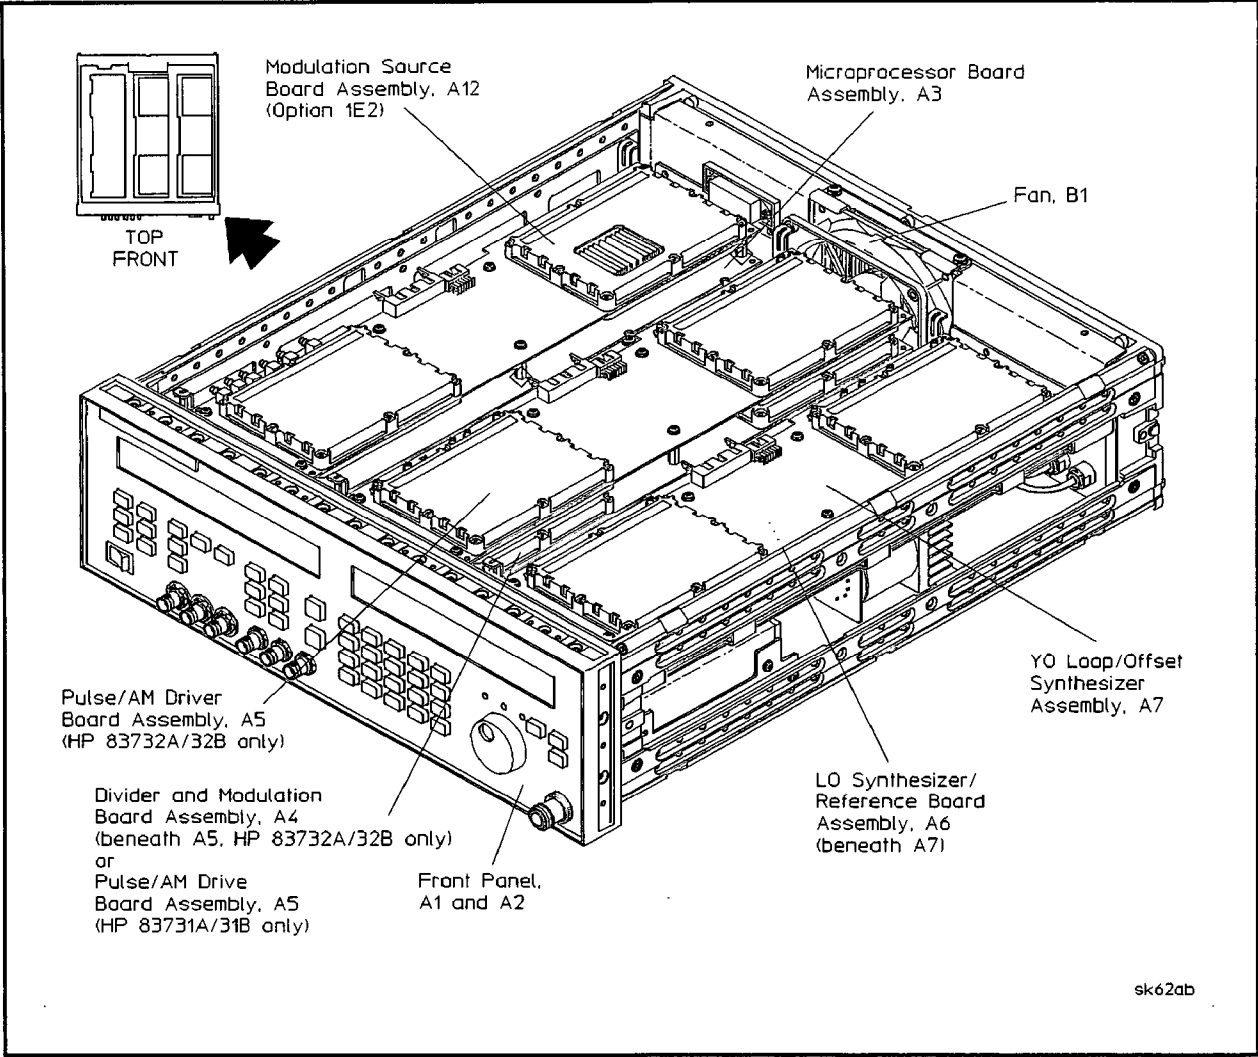 Modulation Source
Board Assembly, A12
(Option 1E2)
Microprocessor Board
Assembly, A3
Fan, B1
TOP
FRONT
Pulse/AM Driver
Board Assembly, A5
(HP 83732A/32B only)
YO Loop/Offset
Synthesizer
Assembly, A7
Divider and Modulation
Board Assembly, A4
(beneath A5, HP 83732A/32B only)
or
Pulse/AM Drive
Board Assembly, A5
(HP 83731A/31B only)
Front Panel,
A1 and A2
LO Synthesizer/
Reference Board
Assembly, A6
(beneath A7)
sk62ab